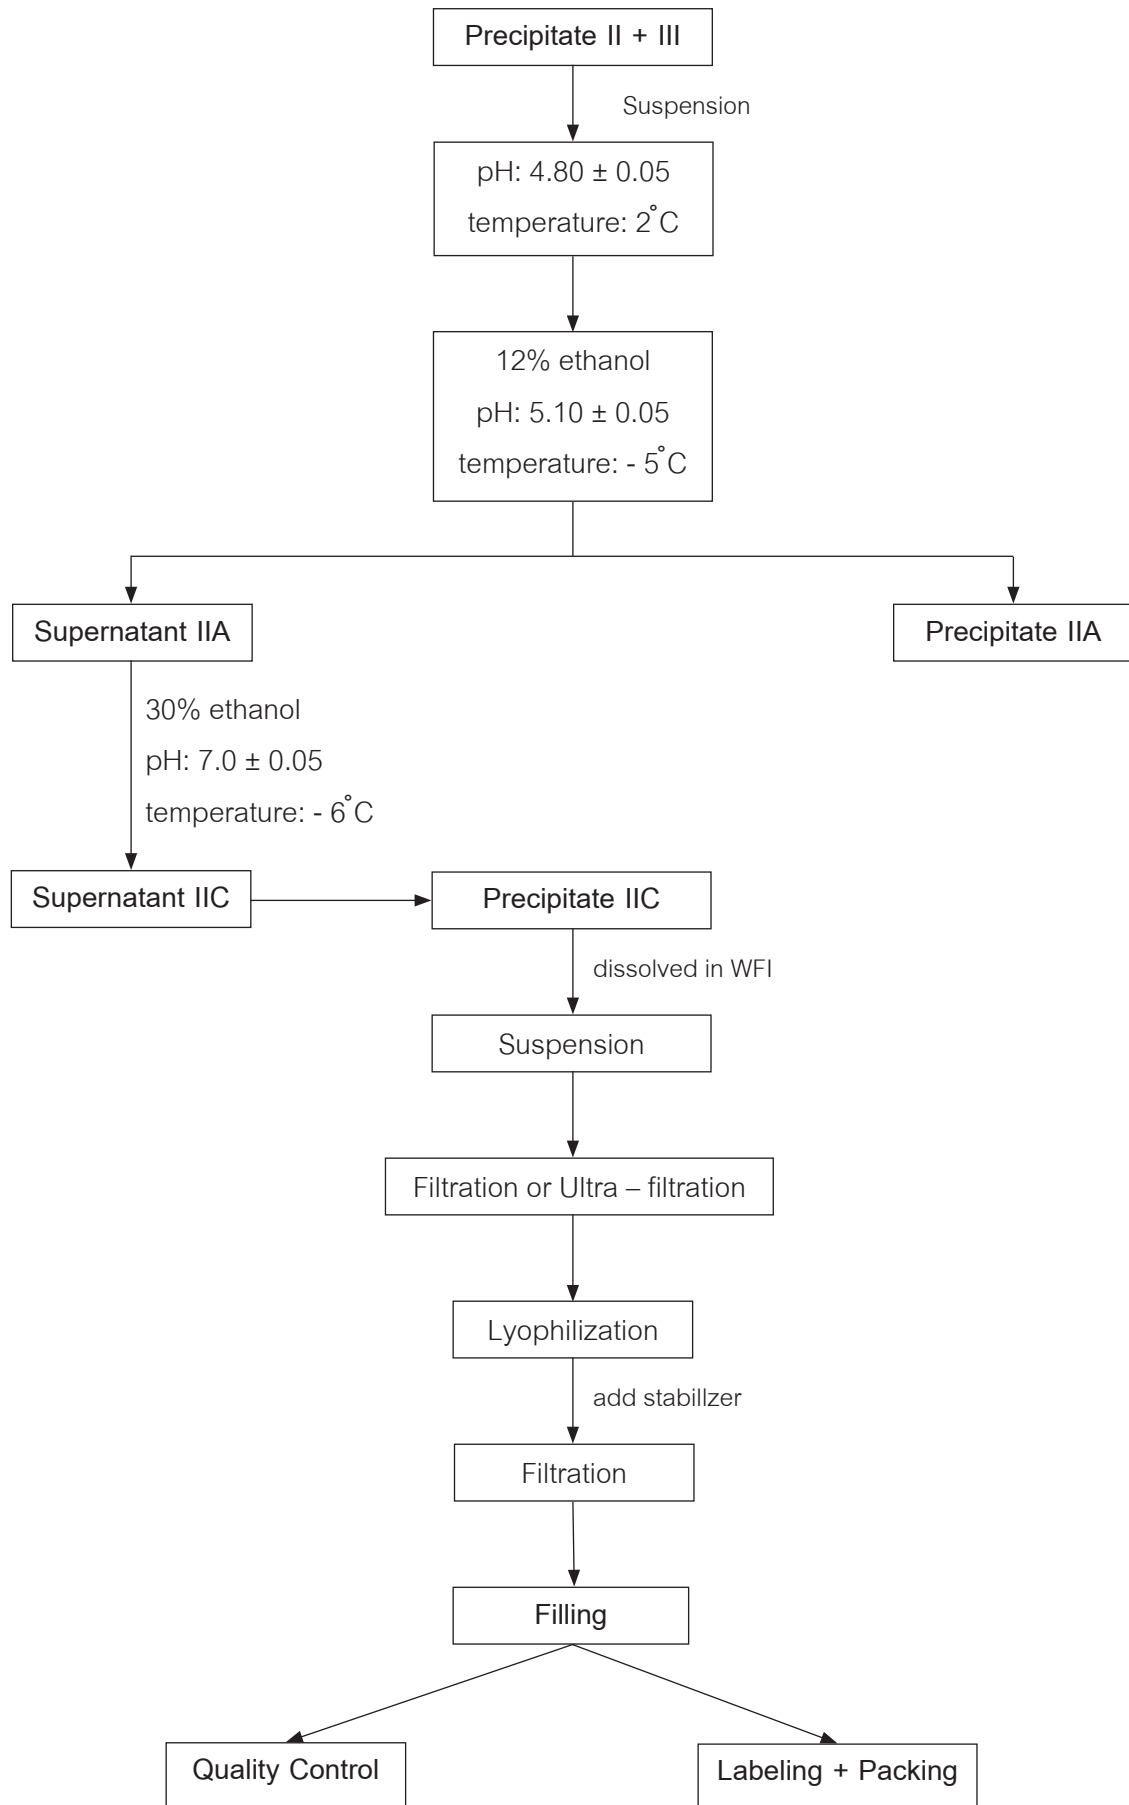 Precipitate II + III
Suspension
pH: 4.80 ± 0.05
temperature: 2°C
12% ethanol
pH: 5.10 ± 0.05
temperature: - 5°C
Supernatant IIA
Precipitate IIA
30% ethanol
pH: 7.0 ± 0.05
temperature: - 6°C
Supernatant IIC
Precipitate IIC
dissolved in WFI
Suspension
Filtration or Ultra – filtration
Lyophilization
add stabillzer
Filtration
Filling
Quality Control
Labeling + Packing